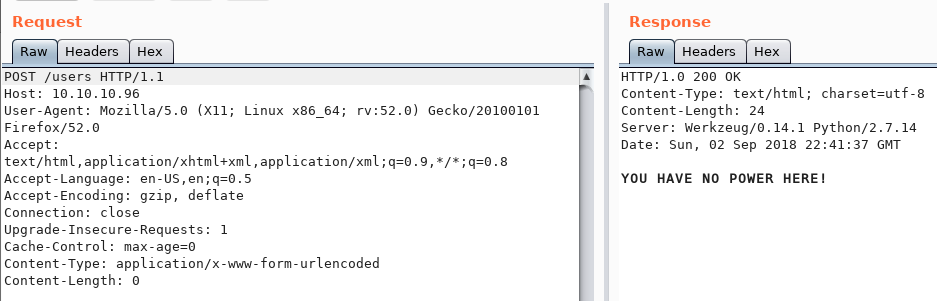 Request
Raw Headers Hex
POST /users HTTP/1.1
Host: 10.10.10.96
User-Agent: Mozilla/5.0 (X11; Linux x86_64; rv:52.0) Gecko/20100101
Firefox/52.0
Accept:
text/html,application/xhtml+xml,application/xml;q=0.9,*/*;q=0.8
Accept-Language: en-US,en;q=0.5
Accept-Encoding: gzip, deflate
Connection: close
Upgrade-Insecure-Requests: 1
Cache-Control: max-age=0
Content-Type: application/x-www-form-urlencoded
Content-Length: 0
Response
Raw Headers Hex
HTTP/1.0 200 OK
Content-Type: text/html; charset=utf-8
Content-Length: 24
Server: Werkzeug/0.14.1 Python/2.7.14
Date: Sun, 02 Sep 2018 22:41:37 GMT
YOU HAVE NO POWER HERE!